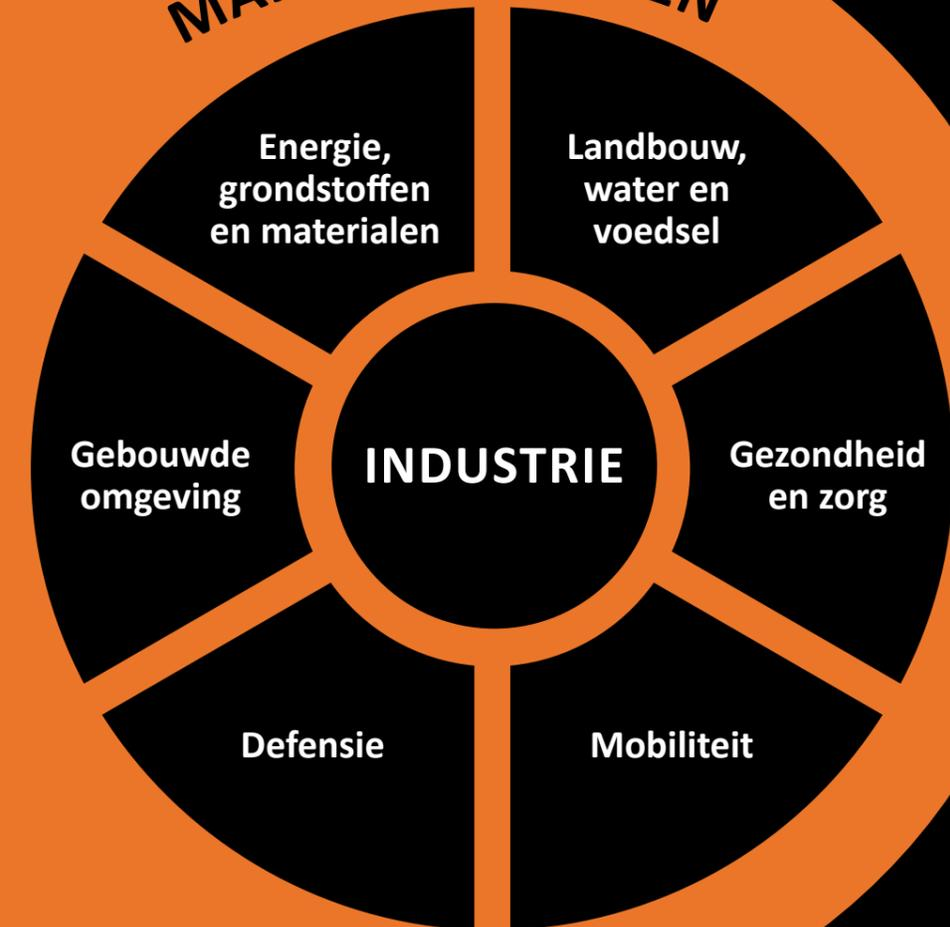 Energie,
grondstoffen
en materialen
Landbouw,
water en
voedsel
Gebouwde
omgeving
INDUSTRIE
Gezondheid
en zorg
Defensie
Mobiliteit